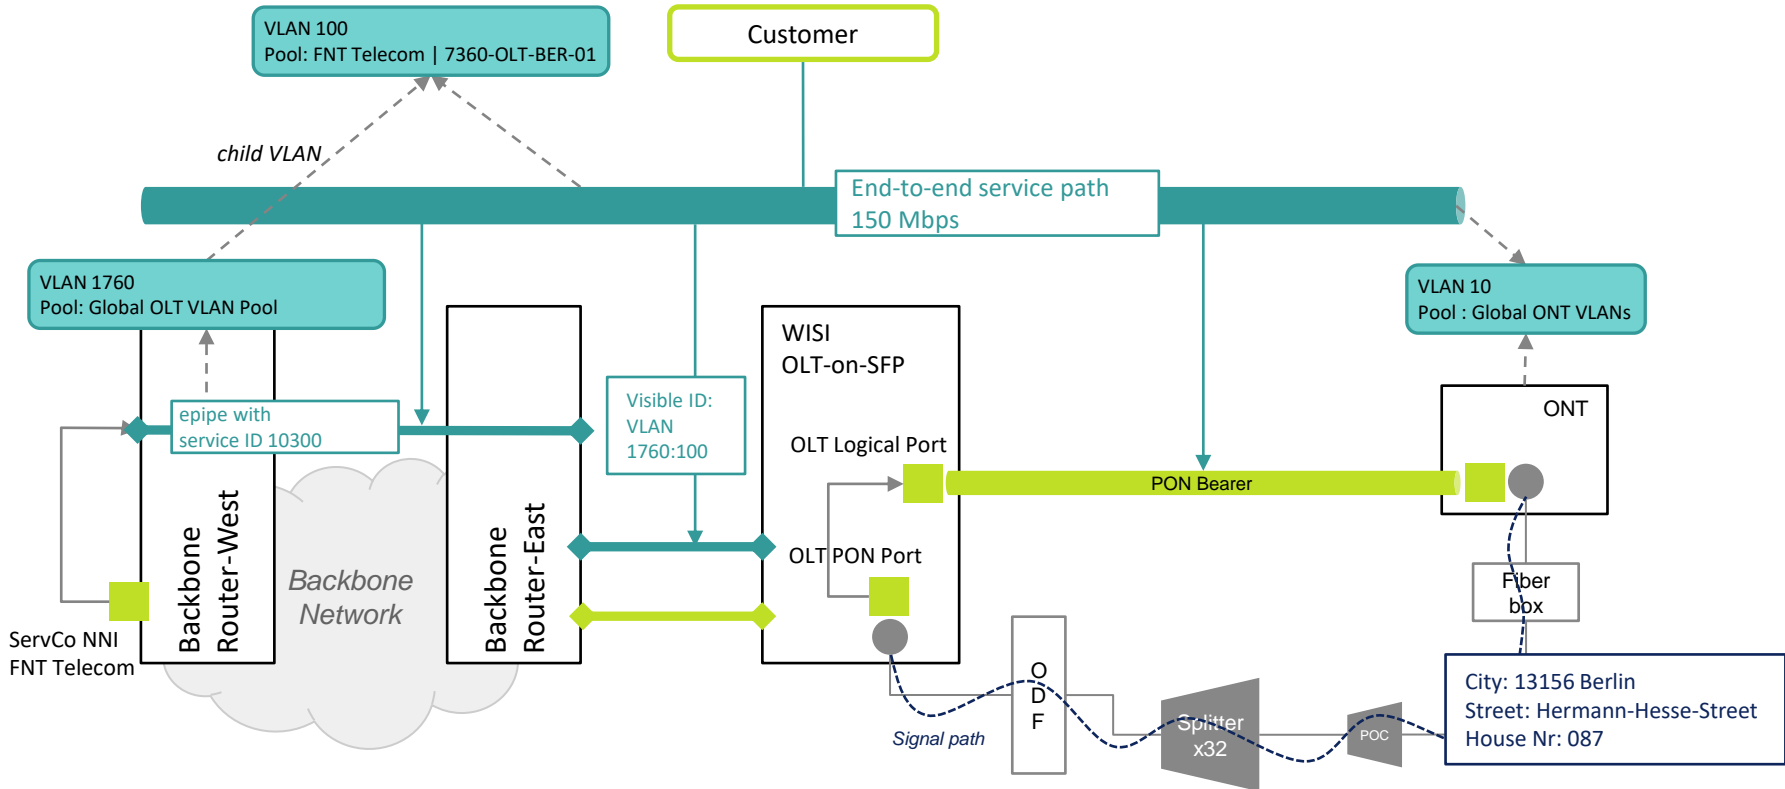 VLAN 100
Pool: FNT Telecom | 7360-OLT-BER-01
Customer
child VLAN
End-to-end service path
150 Mbps
VLAN 1760
Pool: Global OLT VLAN Pool
VLAN 10
Pool : Global ONT VLANs
WISI
OLT-on-SFP
epipe with
service ID 10300
Visible ID:
VLAN
1760:100
ONT
OLT Logical Port
PON Bearer
Backbone
Router-West
Backbone
Network
Backbone
Router-East
OLT PON Port
Fiber
box
ServCo NNI
FNT Telecom
O
D
F
Signal path
Splitter
x32
POC
City: 13156 Berlin
Street: Hermann-Hesse-Street
House Nr: 087